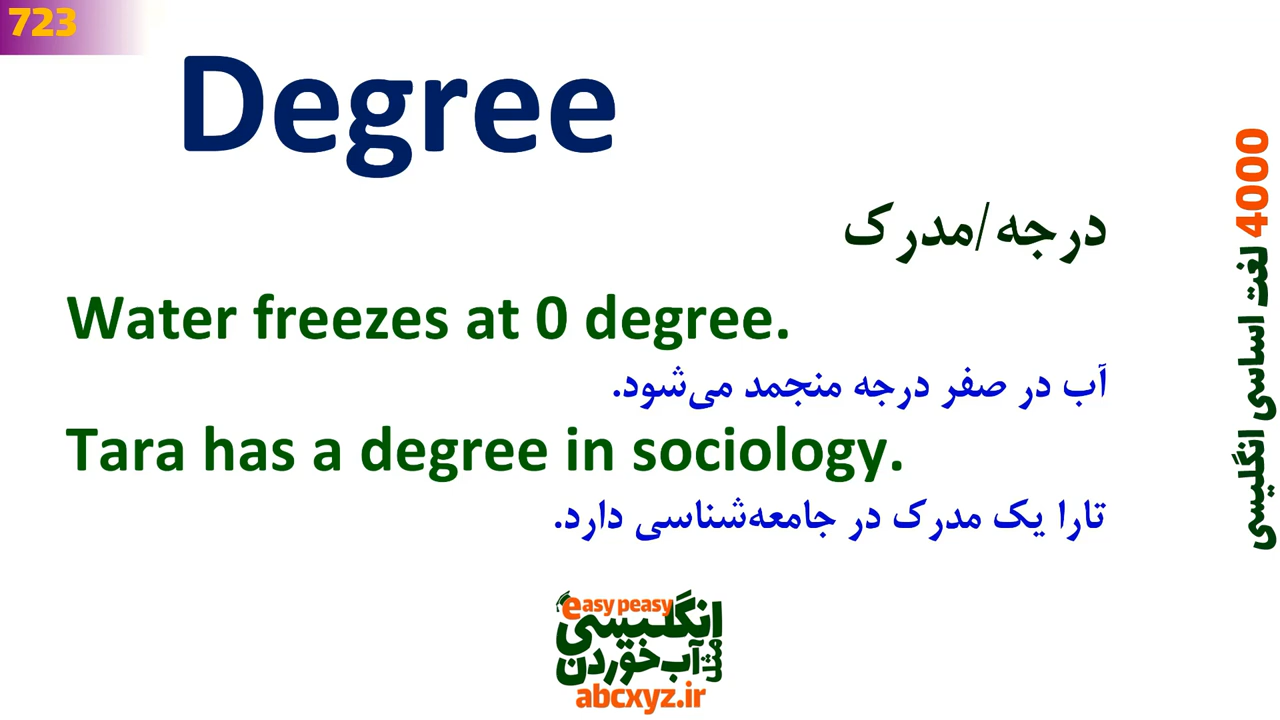 723
Degree
درجه/مدرک
Water freezes at 0 degree.
آب در صفر درجه منجمد می‌شود.
Tara has a degree in sociology.
تارا یک مدرک در جامعه‌شناسی دارد.
4000 لغت اساسی انگلیسی
easy peasy
انگلیسی
مثل آب خوردن
abcxyz.ir